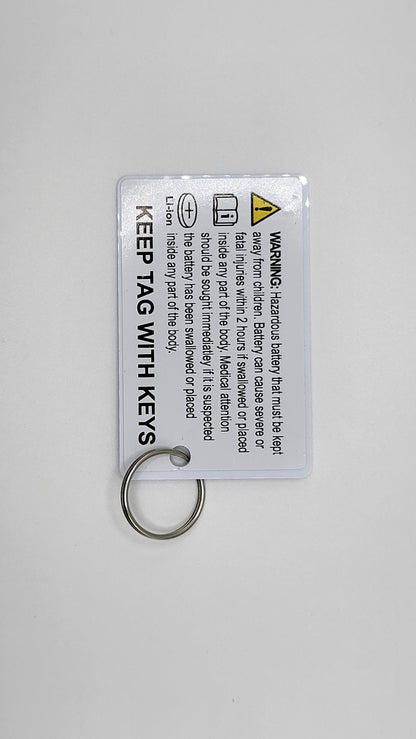 WARNING: Hazardous battery that must be kept
away from children. Battery can cause severe or
fatal injuries within 2 hours if swallowed or placed
inside any part of the body. Medical attention
should be sought immediatley if it is suspected
the battery has been swallowed or placed
inside any part of the body.
Li-ion
KEEP TAG WITH KEYS